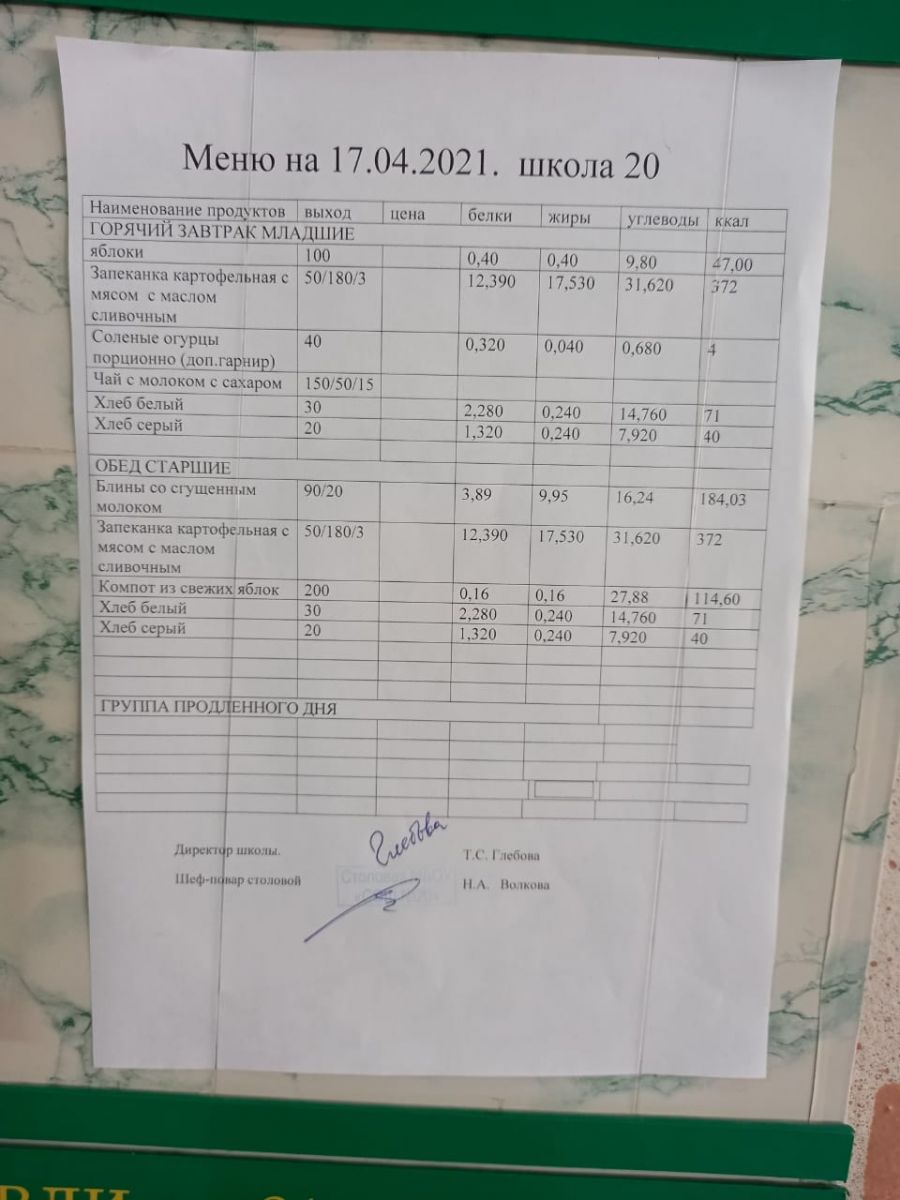 Меню на 17.04.2021. школа 20
Наименование продуктов выход цена белки жиры углеводы ккал
ГОРЯЧИЙ ЗАВТРАК МЛАДШИЕ
яблоки 100 0,40 0,40 9,80 47,00
Запеканка картофельная с 50/180/3 12,390 17,530 31,620 372
мясом с маслом
сливочным
Соленые огурцы 40 0,320 0,040 0,680 4
порционно (доп.гарнир)
Чай с молоком с сахаром 150/50/15
Хлеб белый 30 2,280 0,240 14,760 71
Хлеб серый 20 1,320 0,240 7,920 40
ОБЕД СТАРШИЕ
Блины со сгущенным 90/20 3,89 9,95 16,24 184,03
молоком
Запеканка картофельная с 50/180/3 12,390 17,530 31,620 372
мясом с маслом
сливочным
Компот из свежих яблок 200 0,16 0,16 27,88 114,60
Хлеб белый 30 2,280 0,240 14,760 71
Хлеб серый 20 1,320 0,240 7,920 40
ГРУППА ПРОДЛЕННОГО ДНЯ
Директор школы. Глебова Т.С. Глебова
Шеф-повар столовой Н.А. Волкова
Столовая